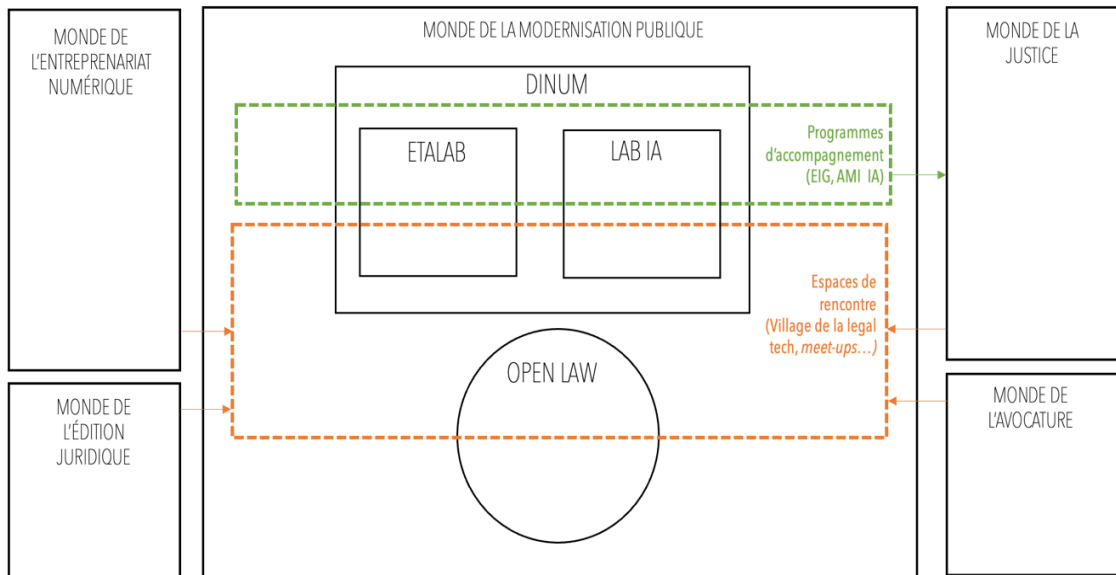 MONDE DE
L'ENTREPRENARIAT
NUMÉRIQUE
MONDE DE
L'ÉDITION
JURIDIQUE
MONDE DE LA MODERNISATION PUBLIQUE
DINUM
ETALAB
LAB IA
Programmes
d'accompagnement
(EIG, AMI IA)
Espaces de
rencontre
(Village de la legal
tech, meet-ups…)
OPEN LAW
MONDE DE LA
JUSTICE
MONDE DE
L'AVOCATURE